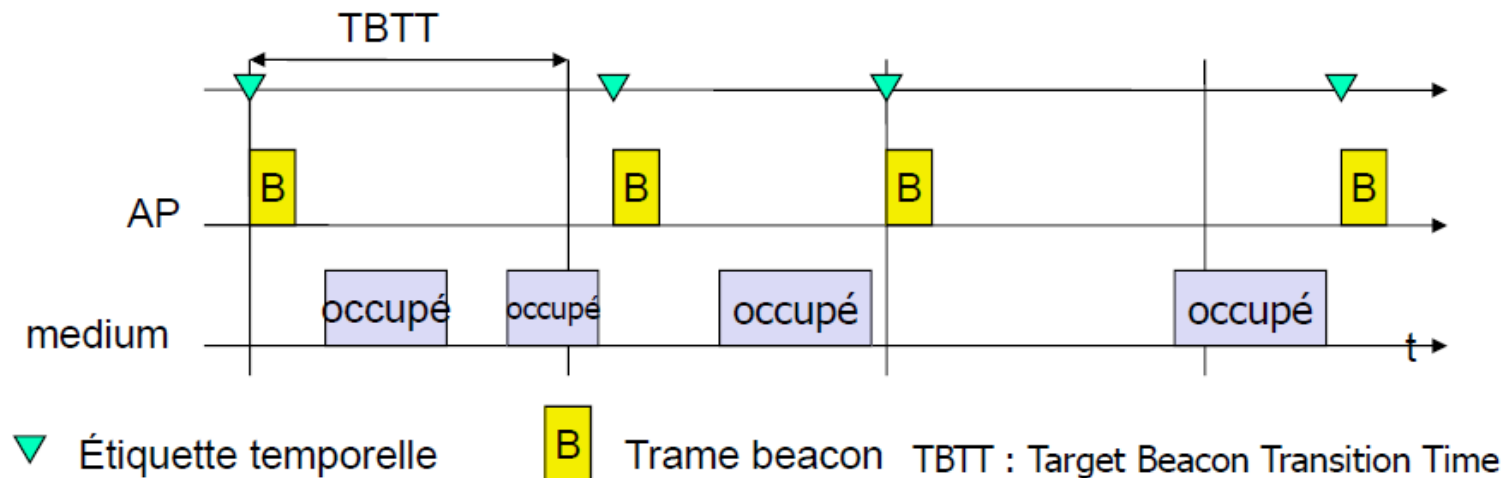 TBTT
B B B B
AP
occupé occupé occupé occupé
medium
t
Étiquette temporelle B Trame beacon TBTT : Target Beacon Transition Time